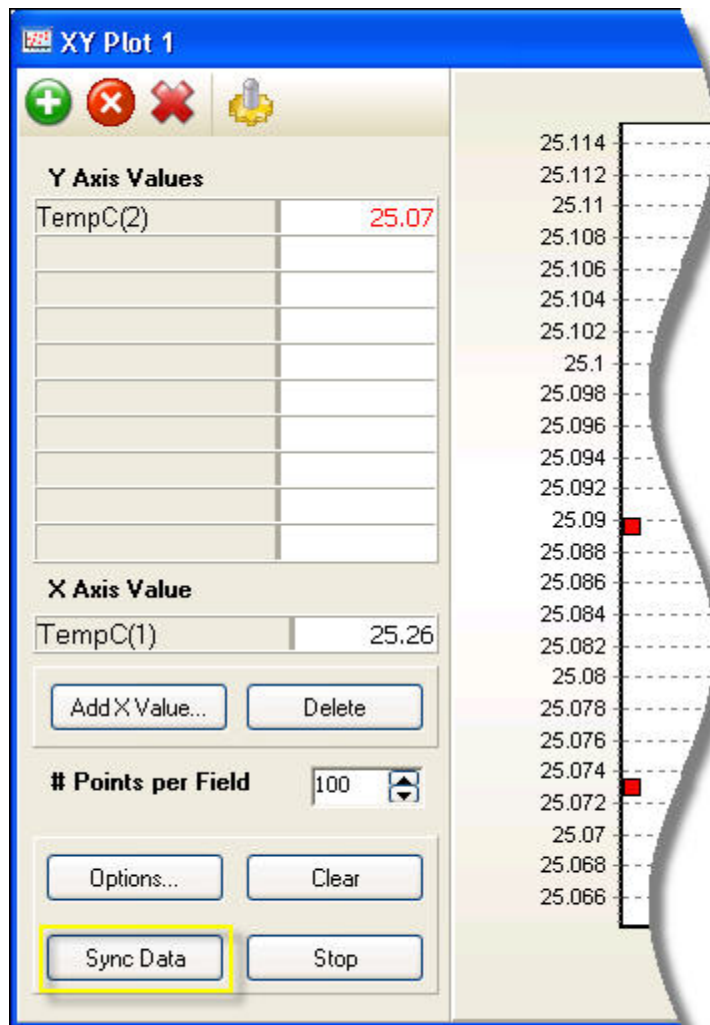 XY Plot 1
Y Axis Values
TempC(2) 25.07
X Axis Value
TempC(1) 25.26
Add X Value... Delete
# Points per Field 100
Options... Clear
Sync Data Stop
25.114
25.112
25.11
25.108
25.106
25.104
25.102
25.1
25.098
25.096
25.094
25.092
25.09
25.088
25.086
25.084
25.082
25.08
25.078
25.076
25.074
25.072
25.07
25.068
25.066